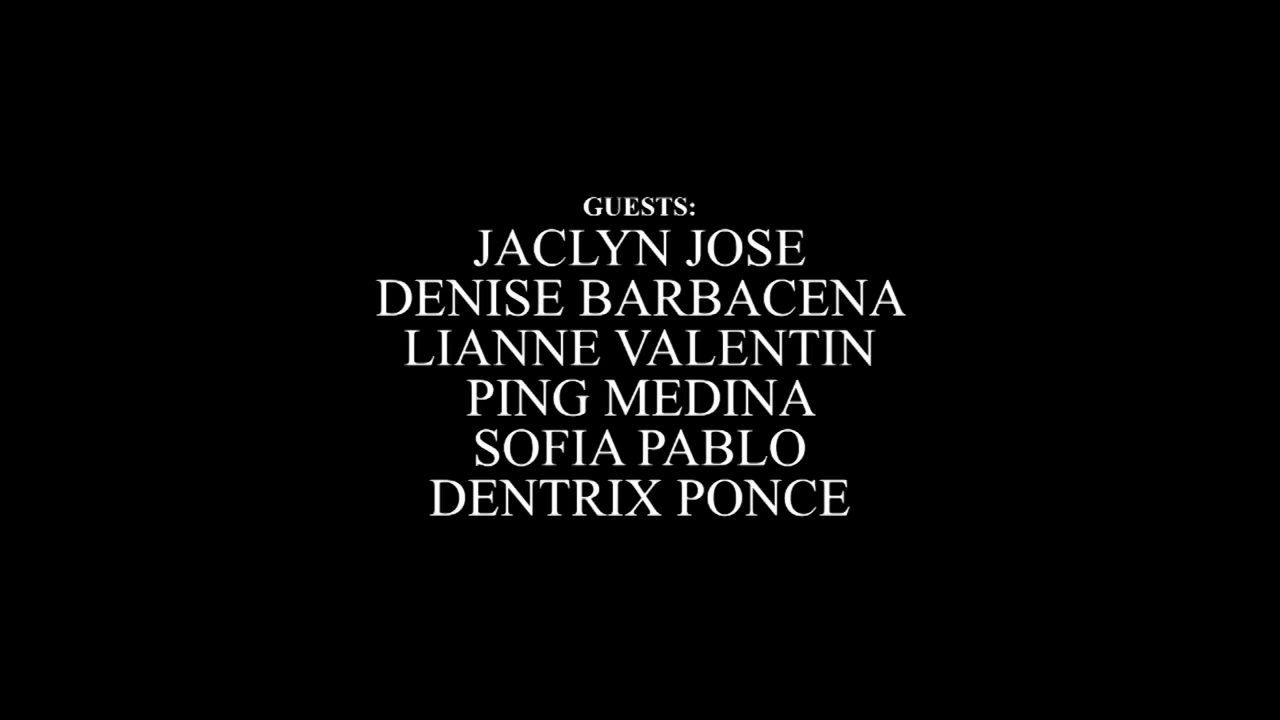 GUESTS:
JACLYN JOSE
DENISE BARBACENA
LIANNE VALENTIN
PING MEDINA
SOFIA PABLO
DENTRIX PONCE